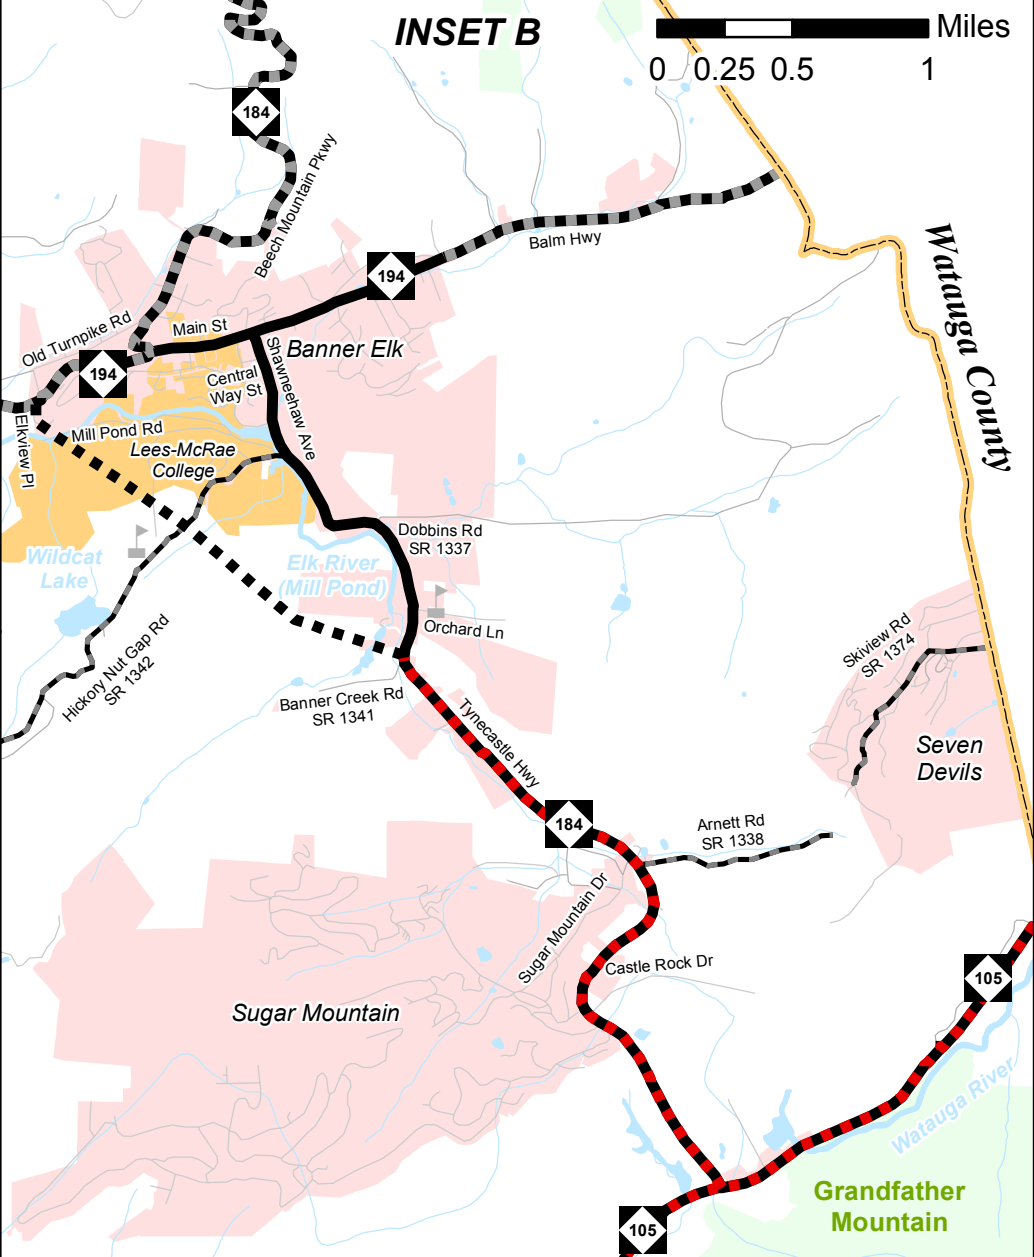 INSET B
Miles
0 0.25 0.5 1
184
Beech Mountain Pkwy
Balm Hwy
194
Watauga County
Old Turnpike Rd
Main St
Banner Elk
194
Central
Way St
Shawneehaw Ave
Elkview Pl
Mill Pond Rd
Lees-McRae
College
Dobbins Rd
SR 1337
Wildcat
Lake
Elk River
(Mill Pond)
Orchard Ln
Hickory Nut Gap Rd
SR 1342
Skiview Rd
SR 1374
Banner Creek Rd
SR 1341
Tynecastle Hwy
Seven
Devils
184
Arnett Rd
SR 1338
Sugar Mountain Dr
Castle Rock Dr
105
Sugar Mountain
Watauga River
Grandfather
Mountain
105